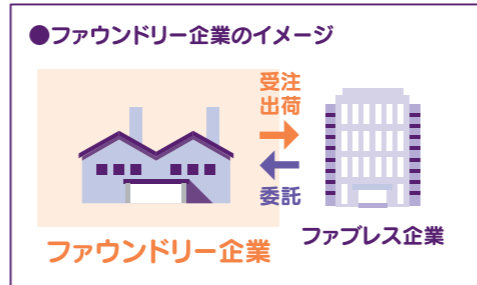 ●ファウンドリー企業のイメージ
受注
出荷
委託
ファウンドリー企業
ファブレス企業